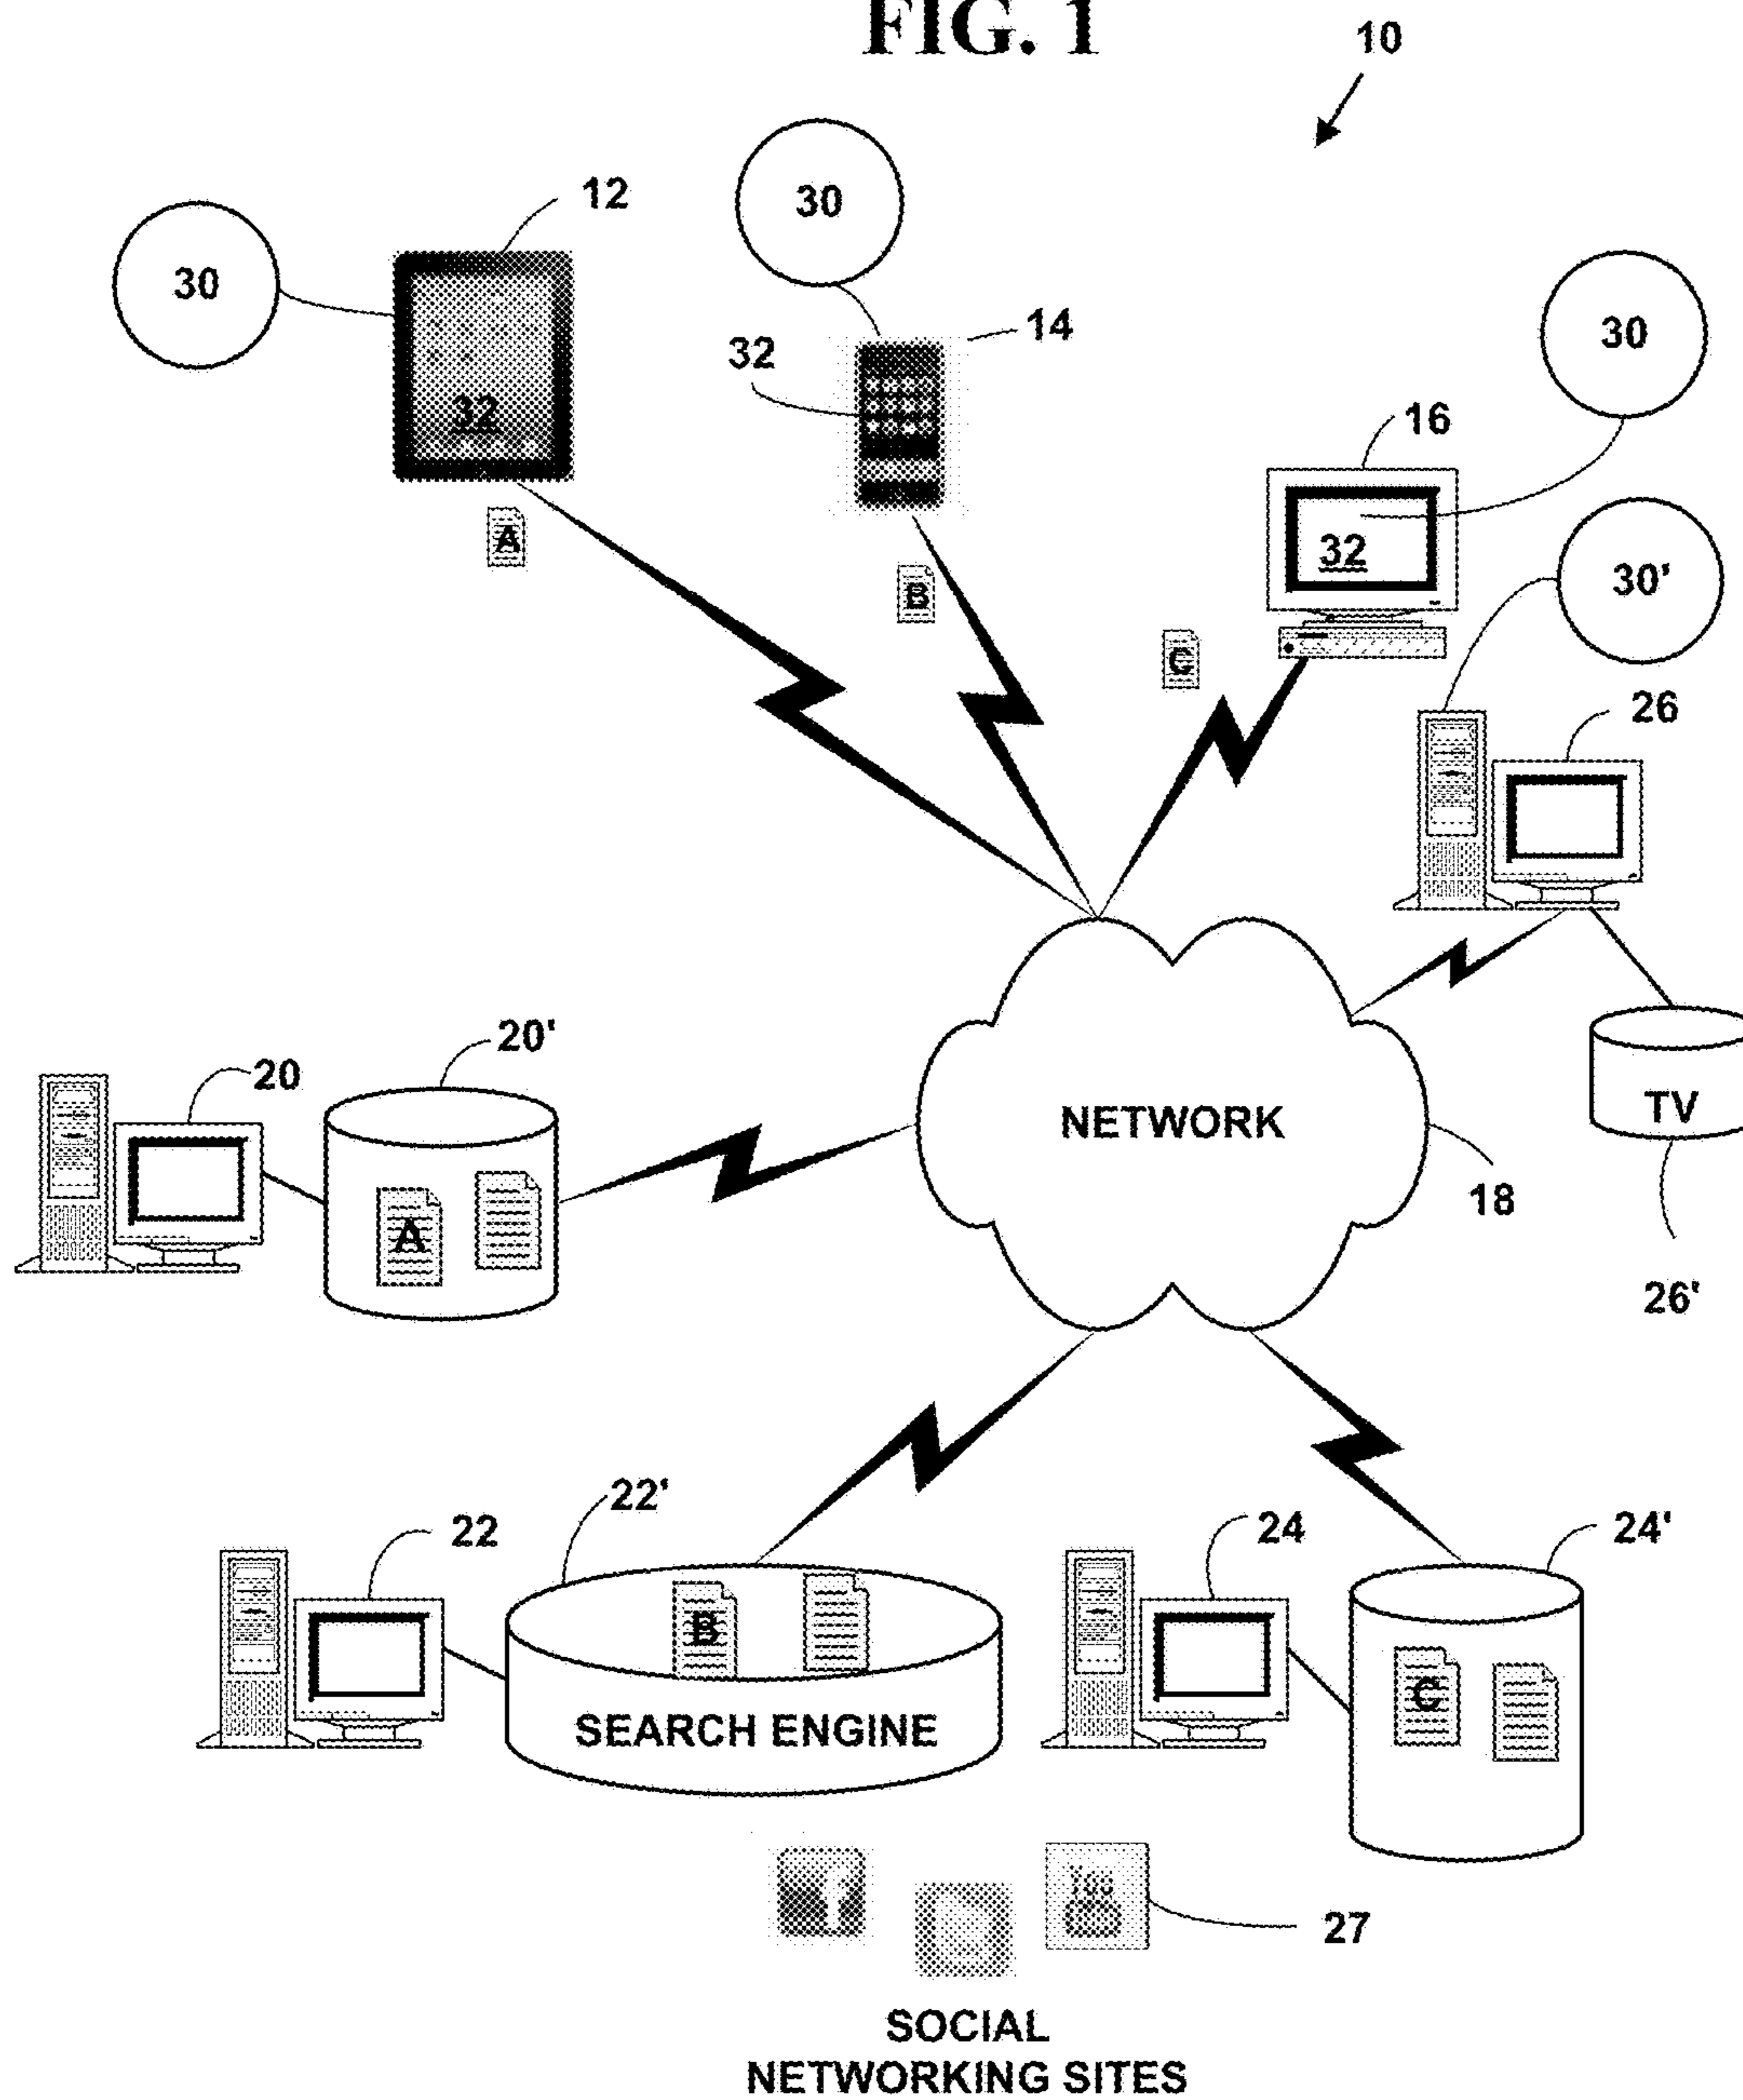 FIG. 1
10
12
30
30
30
14
32
32
16
32
30'
A
B
C
26
20'
20
NETWORK
TV
A
18
26'
22'
22
24
24'
B
C
SEARCH ENGINE
f
You
27
SOCIAL
NETWORKING SITES